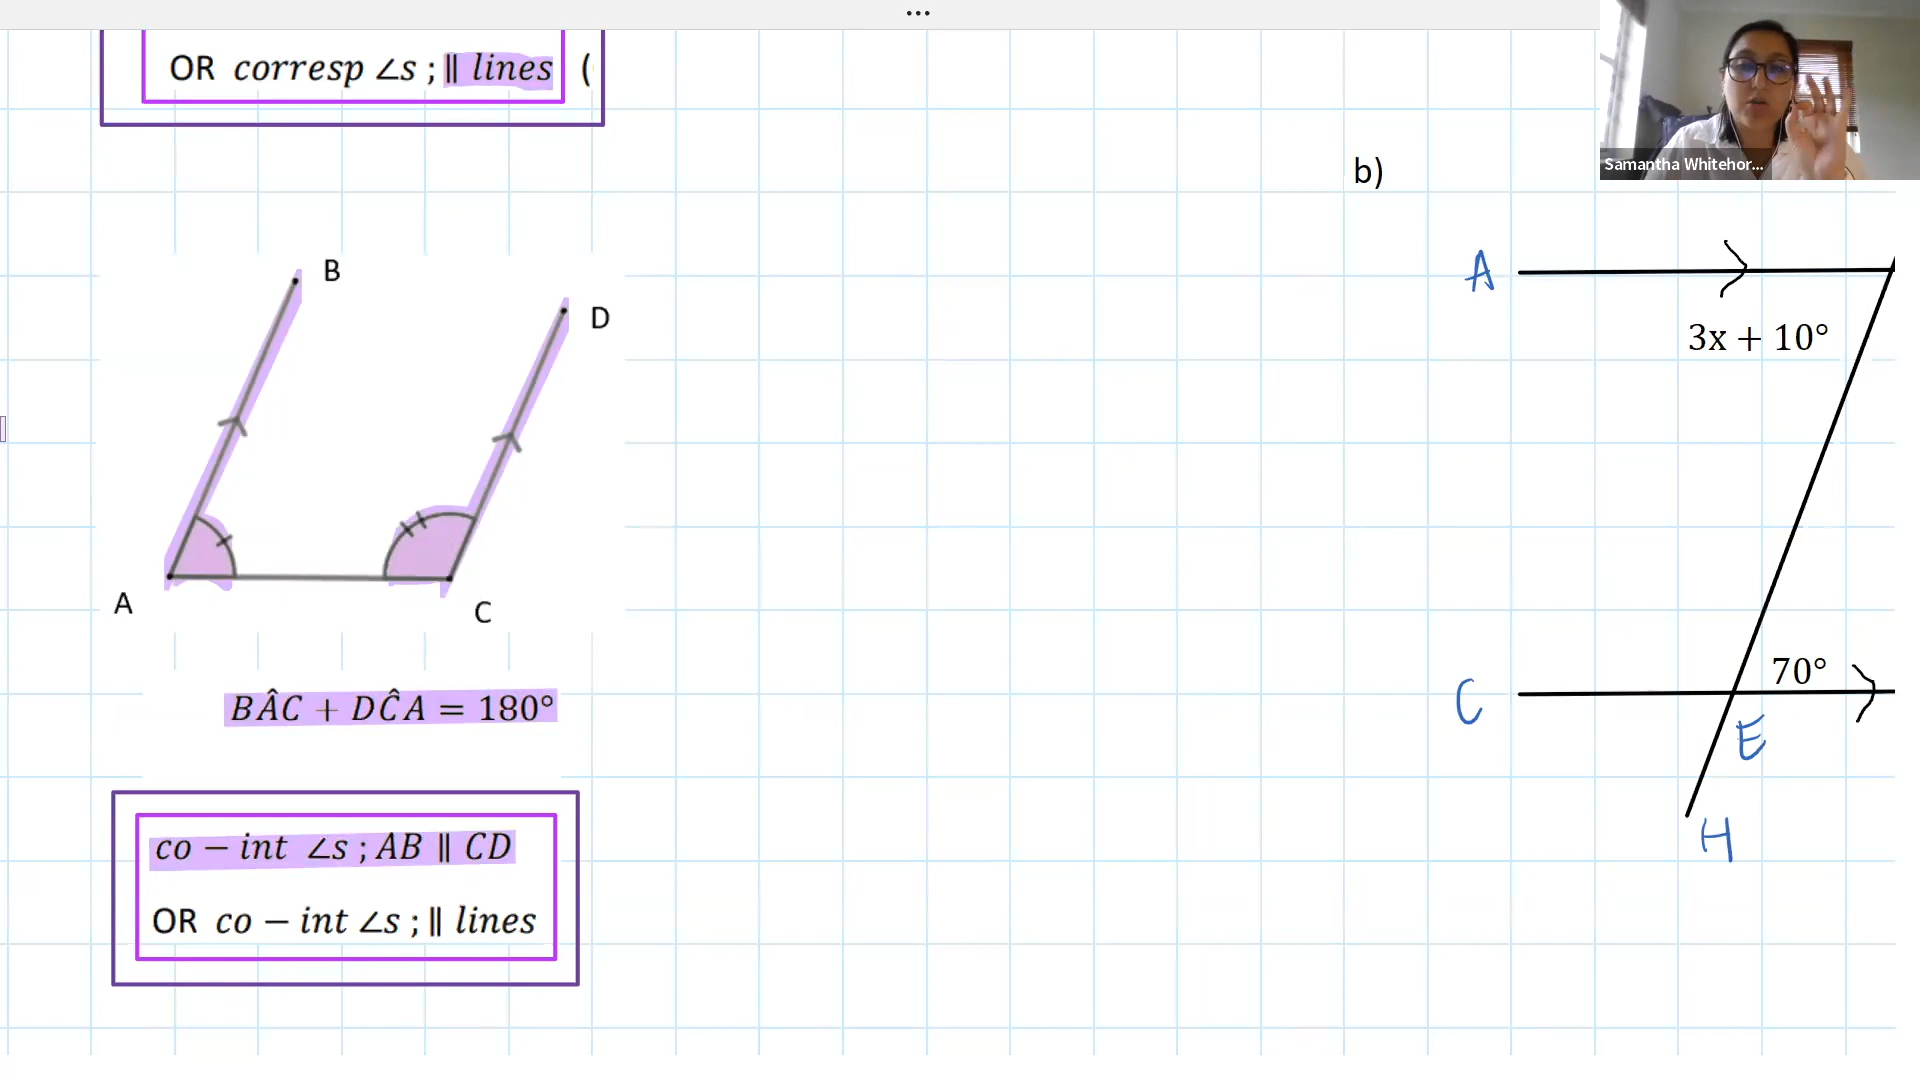 OR corresp ∠s ; ∥ lines (
Samantha Whitehor...
b)
B
D
A
C
BÂC + DĈA = 180°
co − int ∠s ; AB ∥ CD
OR co − int ∠s ; ∥ lines
A
3x + 10°
70°
C
E
H